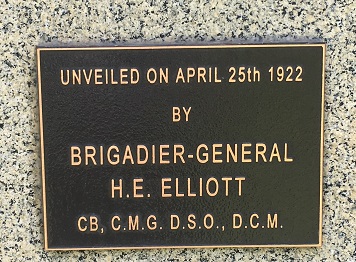 UNVEILED ON APRIL 25th 1922
BY
BRIGADIER-GENERAL
H.E. ELLIOTT
CB, C.M.G. D.S.O., D.C.M.